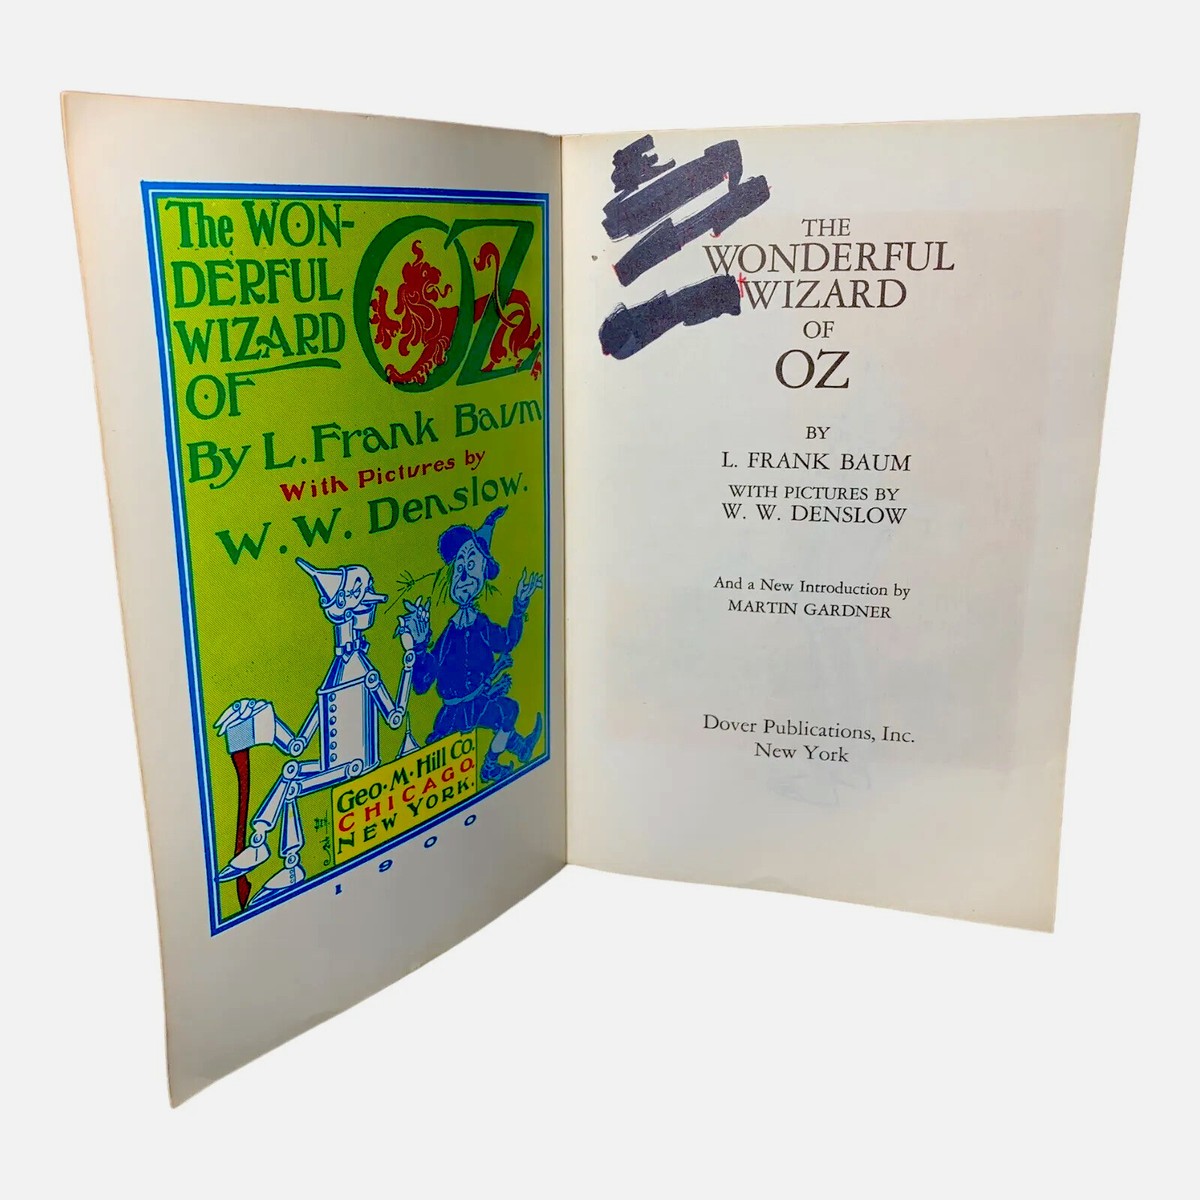 The WON-
DERFUL
WIZARD
OF
OZ
By L. Frank Baum
With Pictures by
W. W. Denslow.
Geo. M. Hill Co.
CHICAGO.
NEW YORK.
1900
THE
WONDERFUL
WIZARD
OF
OZ
BY
L. FRANK BAUM
WITH PICTURES BY
W. W. DENSLOW
And a New Introduction by
MARTIN GARDNER
Dover Publications, Inc.
New York